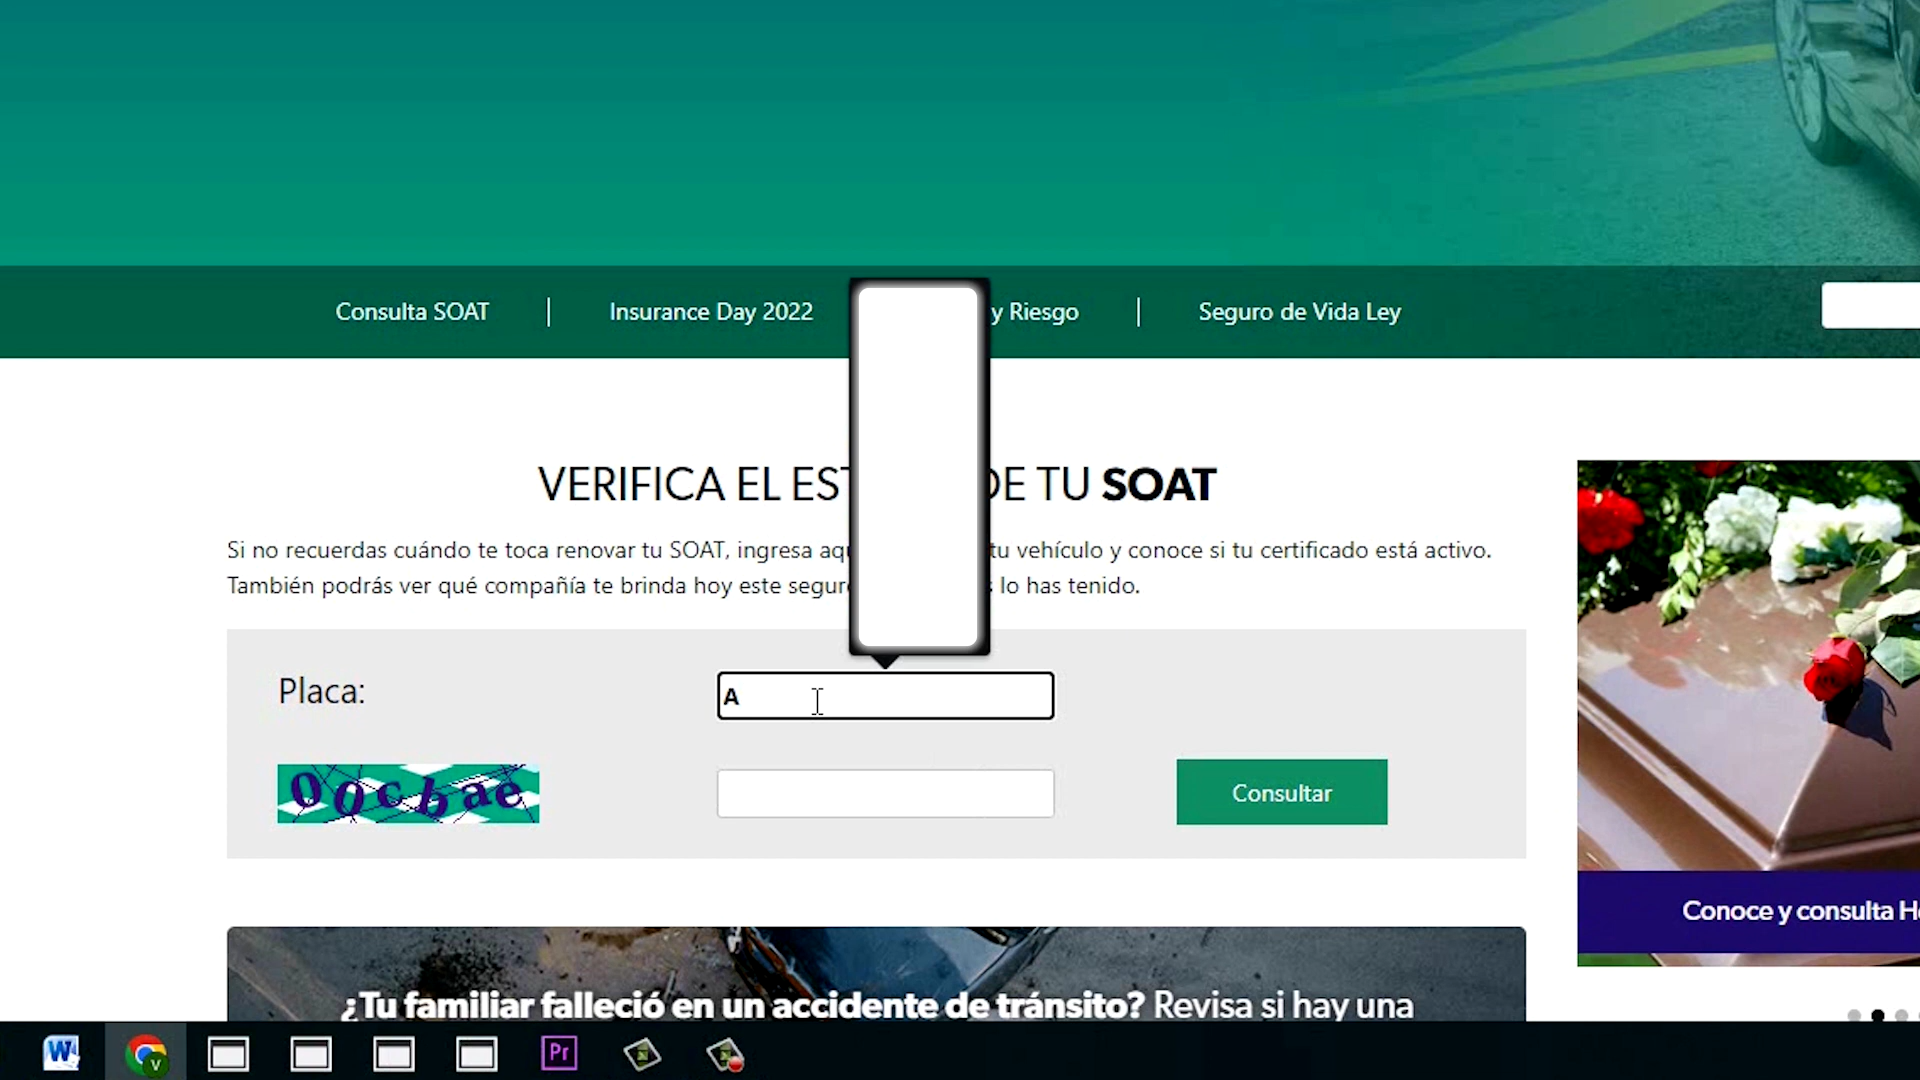 Consulta SOAT | Insurance Day 2022 y Riesgo | Seguro de Vida Ley
VERIFICA EL EST DE TU SOAT
Si no recuerdas cuándo te toca renovar tu SOAT, ingresa aqu tu vehículo y conoce si tu certificado está activo.
También podrás ver qué compañía te brinda hoy este segur lo has tenido.
Placa: A
00cbae
Consultar
Conoce y consulta H
¿Tu familiar falleció en un accidente de tránsito? Revisa si hay una
W V Pr